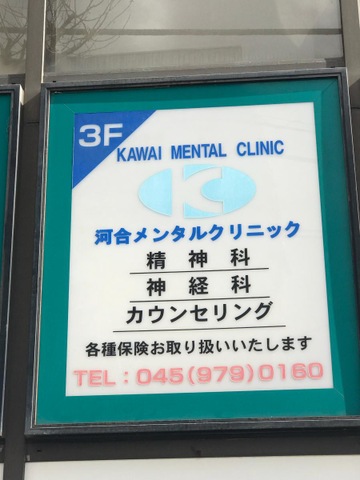 3F
KAWAI MENTAL CLINIC
河合メンタルクリニック
精神科
神経科
カウンセリング
各種保険お取り扱いいたします
TEL：045(979)0160